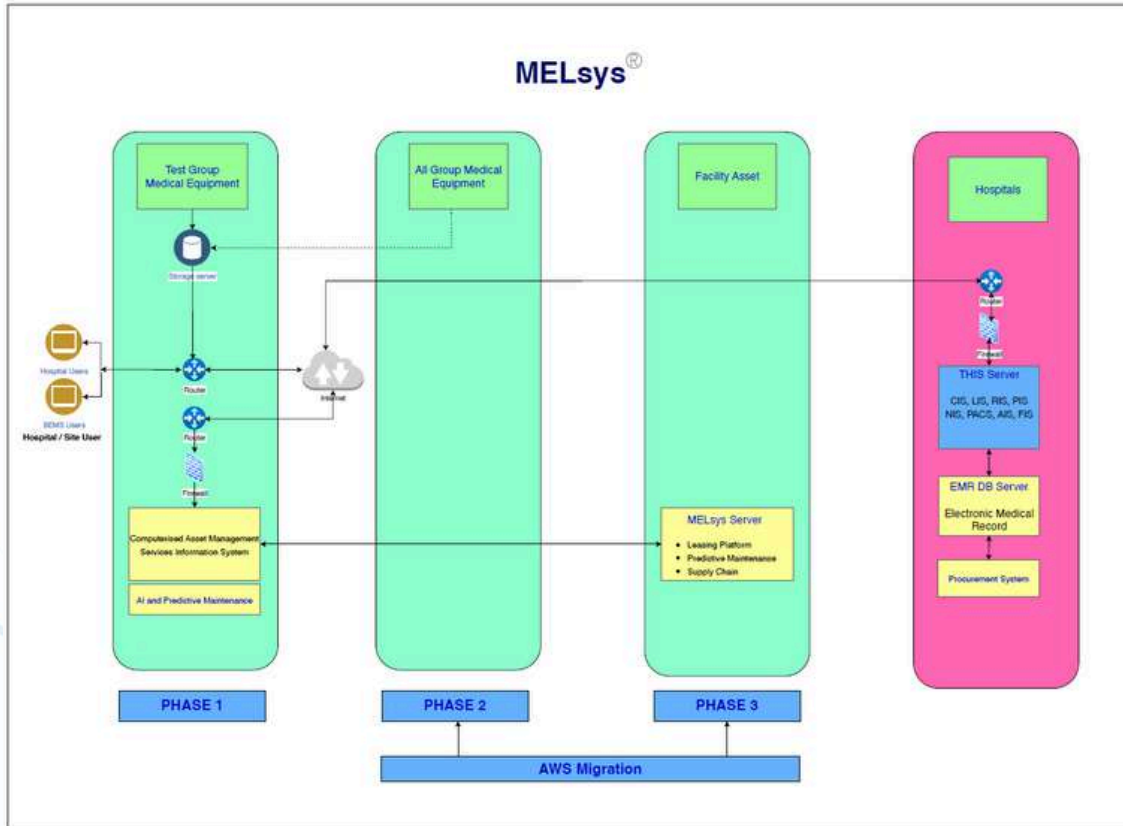 MELsys®
Test Group
Medical Equipment
Storage server
Hospital Users
BEMS Users
Hospital / Site User
Router
Internet
Router
Firewall
Computerised Asset Management
Services Information System
AI and Predictive Maintenance
PHASE 1
All Group Medical
Equipment
PHASE 2
Facility Asset
MELsys Server
• Leasing Platform
• Predictive Maintenance
• Supply Chain
PHASE 3
AWS Migration
Hospitals
Router
Firewall
THIS Server
CIS, LIS, RIS, PIS
NIS, PACS, AIS, FIS
EMR DB Server
Electronic Medical
Record
Procurement System